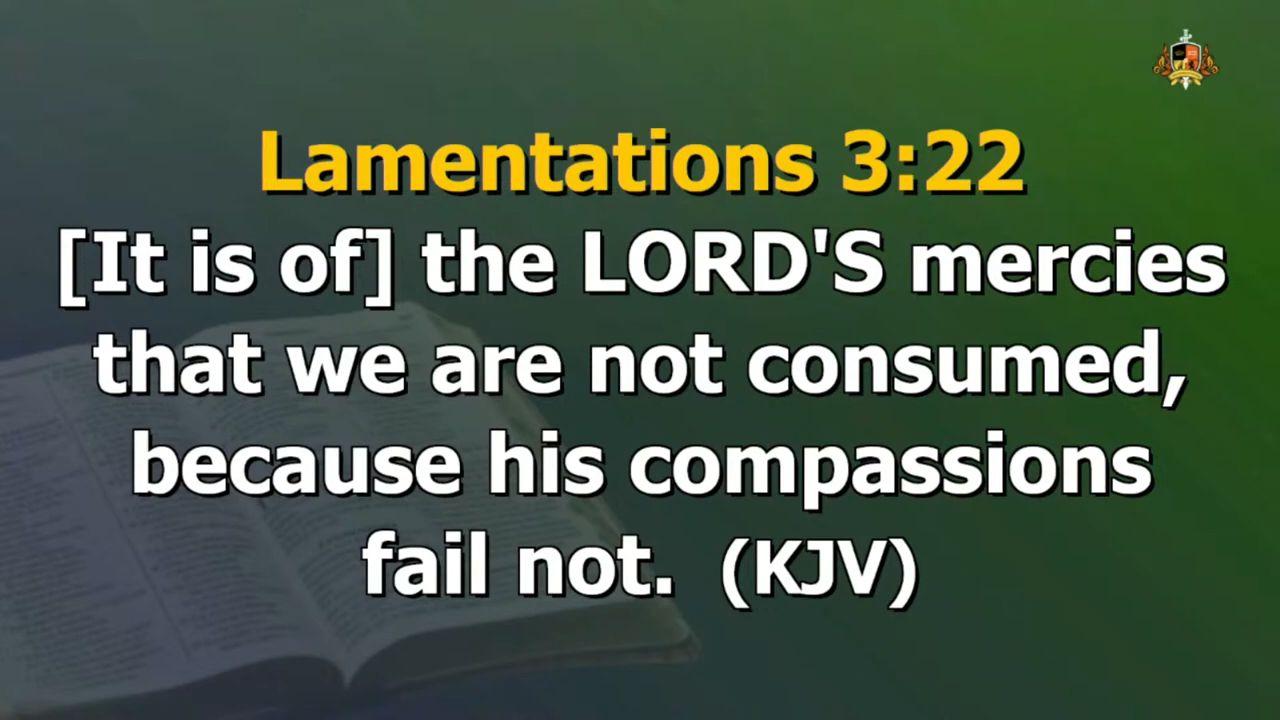 Lamentations 3:22
[It is of] the LORD'S mercies
that we are not consumed,
because his compassions
fail not. (KJV)